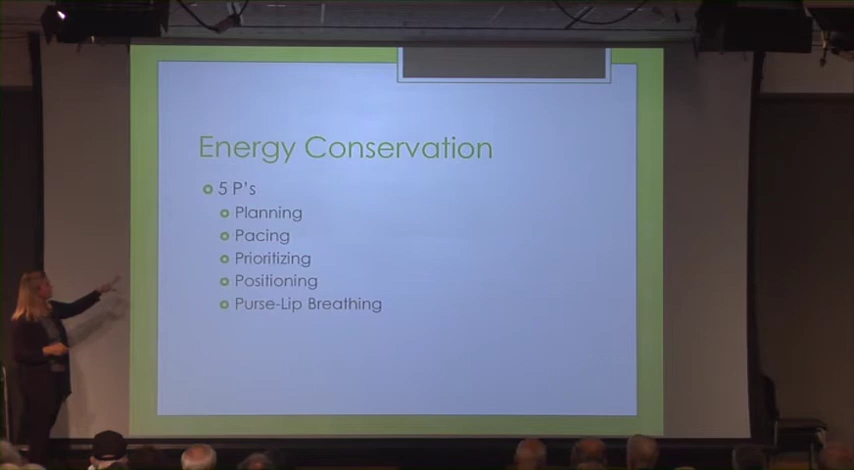 Energy Conservation
5 P's
Planning
Pacing
Prioritizing
Positioning
Purse-Lip Breathing